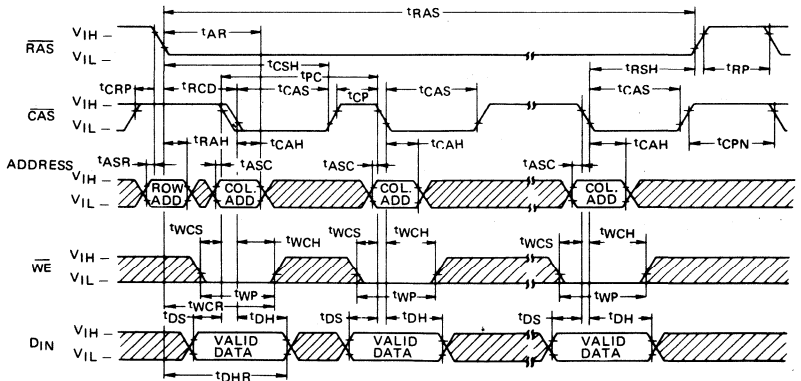 tRAS
VIH
tAR
RAS
VIL
tCSH
tRSH
tRP
tPC
tCRP
tRCD
tCAS
tCP
tCAS
tCAS
VIH
CAS
VIL
tRAH
tCAH
tCAH
tCAH
tCPN
tASR
tASC
tASC
tASC
ADDRESS
VIH
VIL
ROW ADD
COL. ADD
COL. ADD
COL. ADD
tWCS
tWCH
tWCS
tWCH
tWCS
tWCH
VIH
WE
VIL
tWP
tWP
tWP
tWCR
tDS
tDH
tDS
tDH
tDS
tDH
VIH
DIN
VIL
VALID DATA
VALID DATA
VALID DATA
tDHR